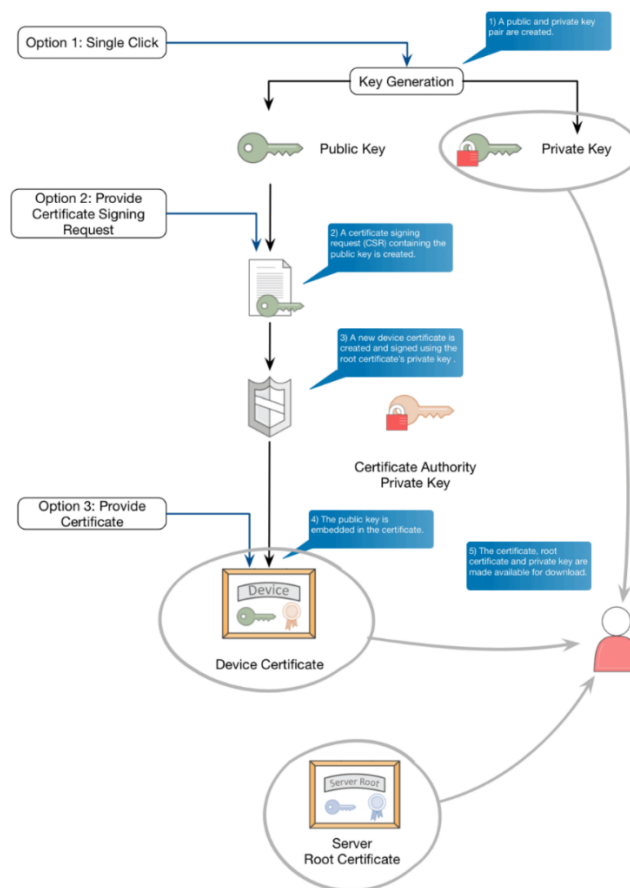 1) A public and private key
pair are created.
Option 1: Single Click
Key Generation
Public Key
Private Key
Option 2: Provide
Certificate Signing
Request
2) A certificate signing
request (CSR) containing the
public key is created.
3) A new device certificate is
created and signed using the
root certificate's private key .
Certificate Authority
Private Key
Option 3: Provide
Certificate
4) The public key is
embedded in the certificate.
5) The certificate, root
certificate and private key are
made available for download.
Device
Device Certificate
Server Root
Server
Root Certificate